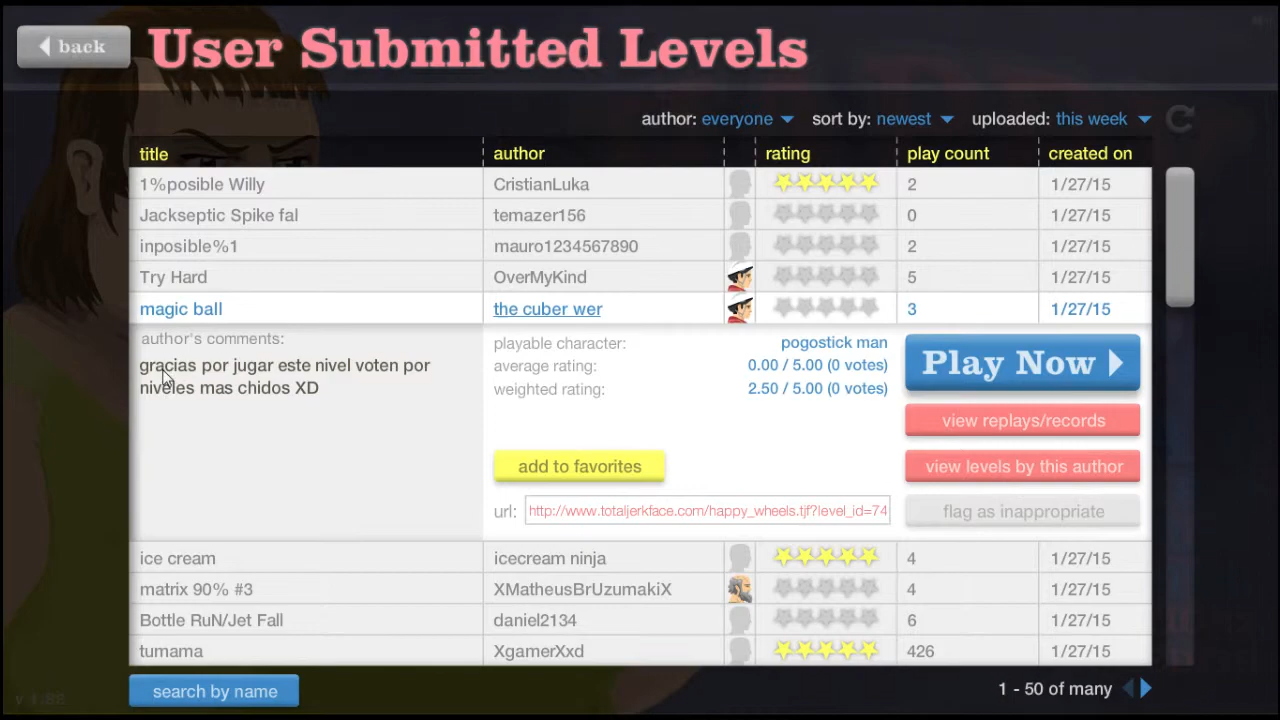 back
User Submitted Levels
author: everyone sort by: newest uploaded: this week
title author rating play count created on
1%posible Willy CristianLuka 2 1/27/15
Jackseptic Spike fal temazer156 0 1/27/15
inposible%1 mauro1234567890 2 1/27/15
Try Hard OverMyKind 5 1/27/15
magic ball the cuber wer 3 1/27/15
author's comments:
gracias por jugar este nivel voten por
niveles mas chidos XD
playable character: pogostick man
average rating: 0.00 / 5.00 (0 votes)
weighted rating: 2.50 / 5.00 (0 votes)
add to favorites
url: http://www.totaljerkface.com/happy_wheels.tjf?level_id=74
Play Now
view replays/records
view levels by this author
flag as inappropriate
ice cream icecream ninja 4 1/27/15
matrix 90% #3 XMatheusBrUzumakiX 4 1/27/15
Bottle RuN/Jet Fall daniel2134 6 1/27/15
tumama XgamerXxd 426 1/27/15
search by name
1 - 50 of many